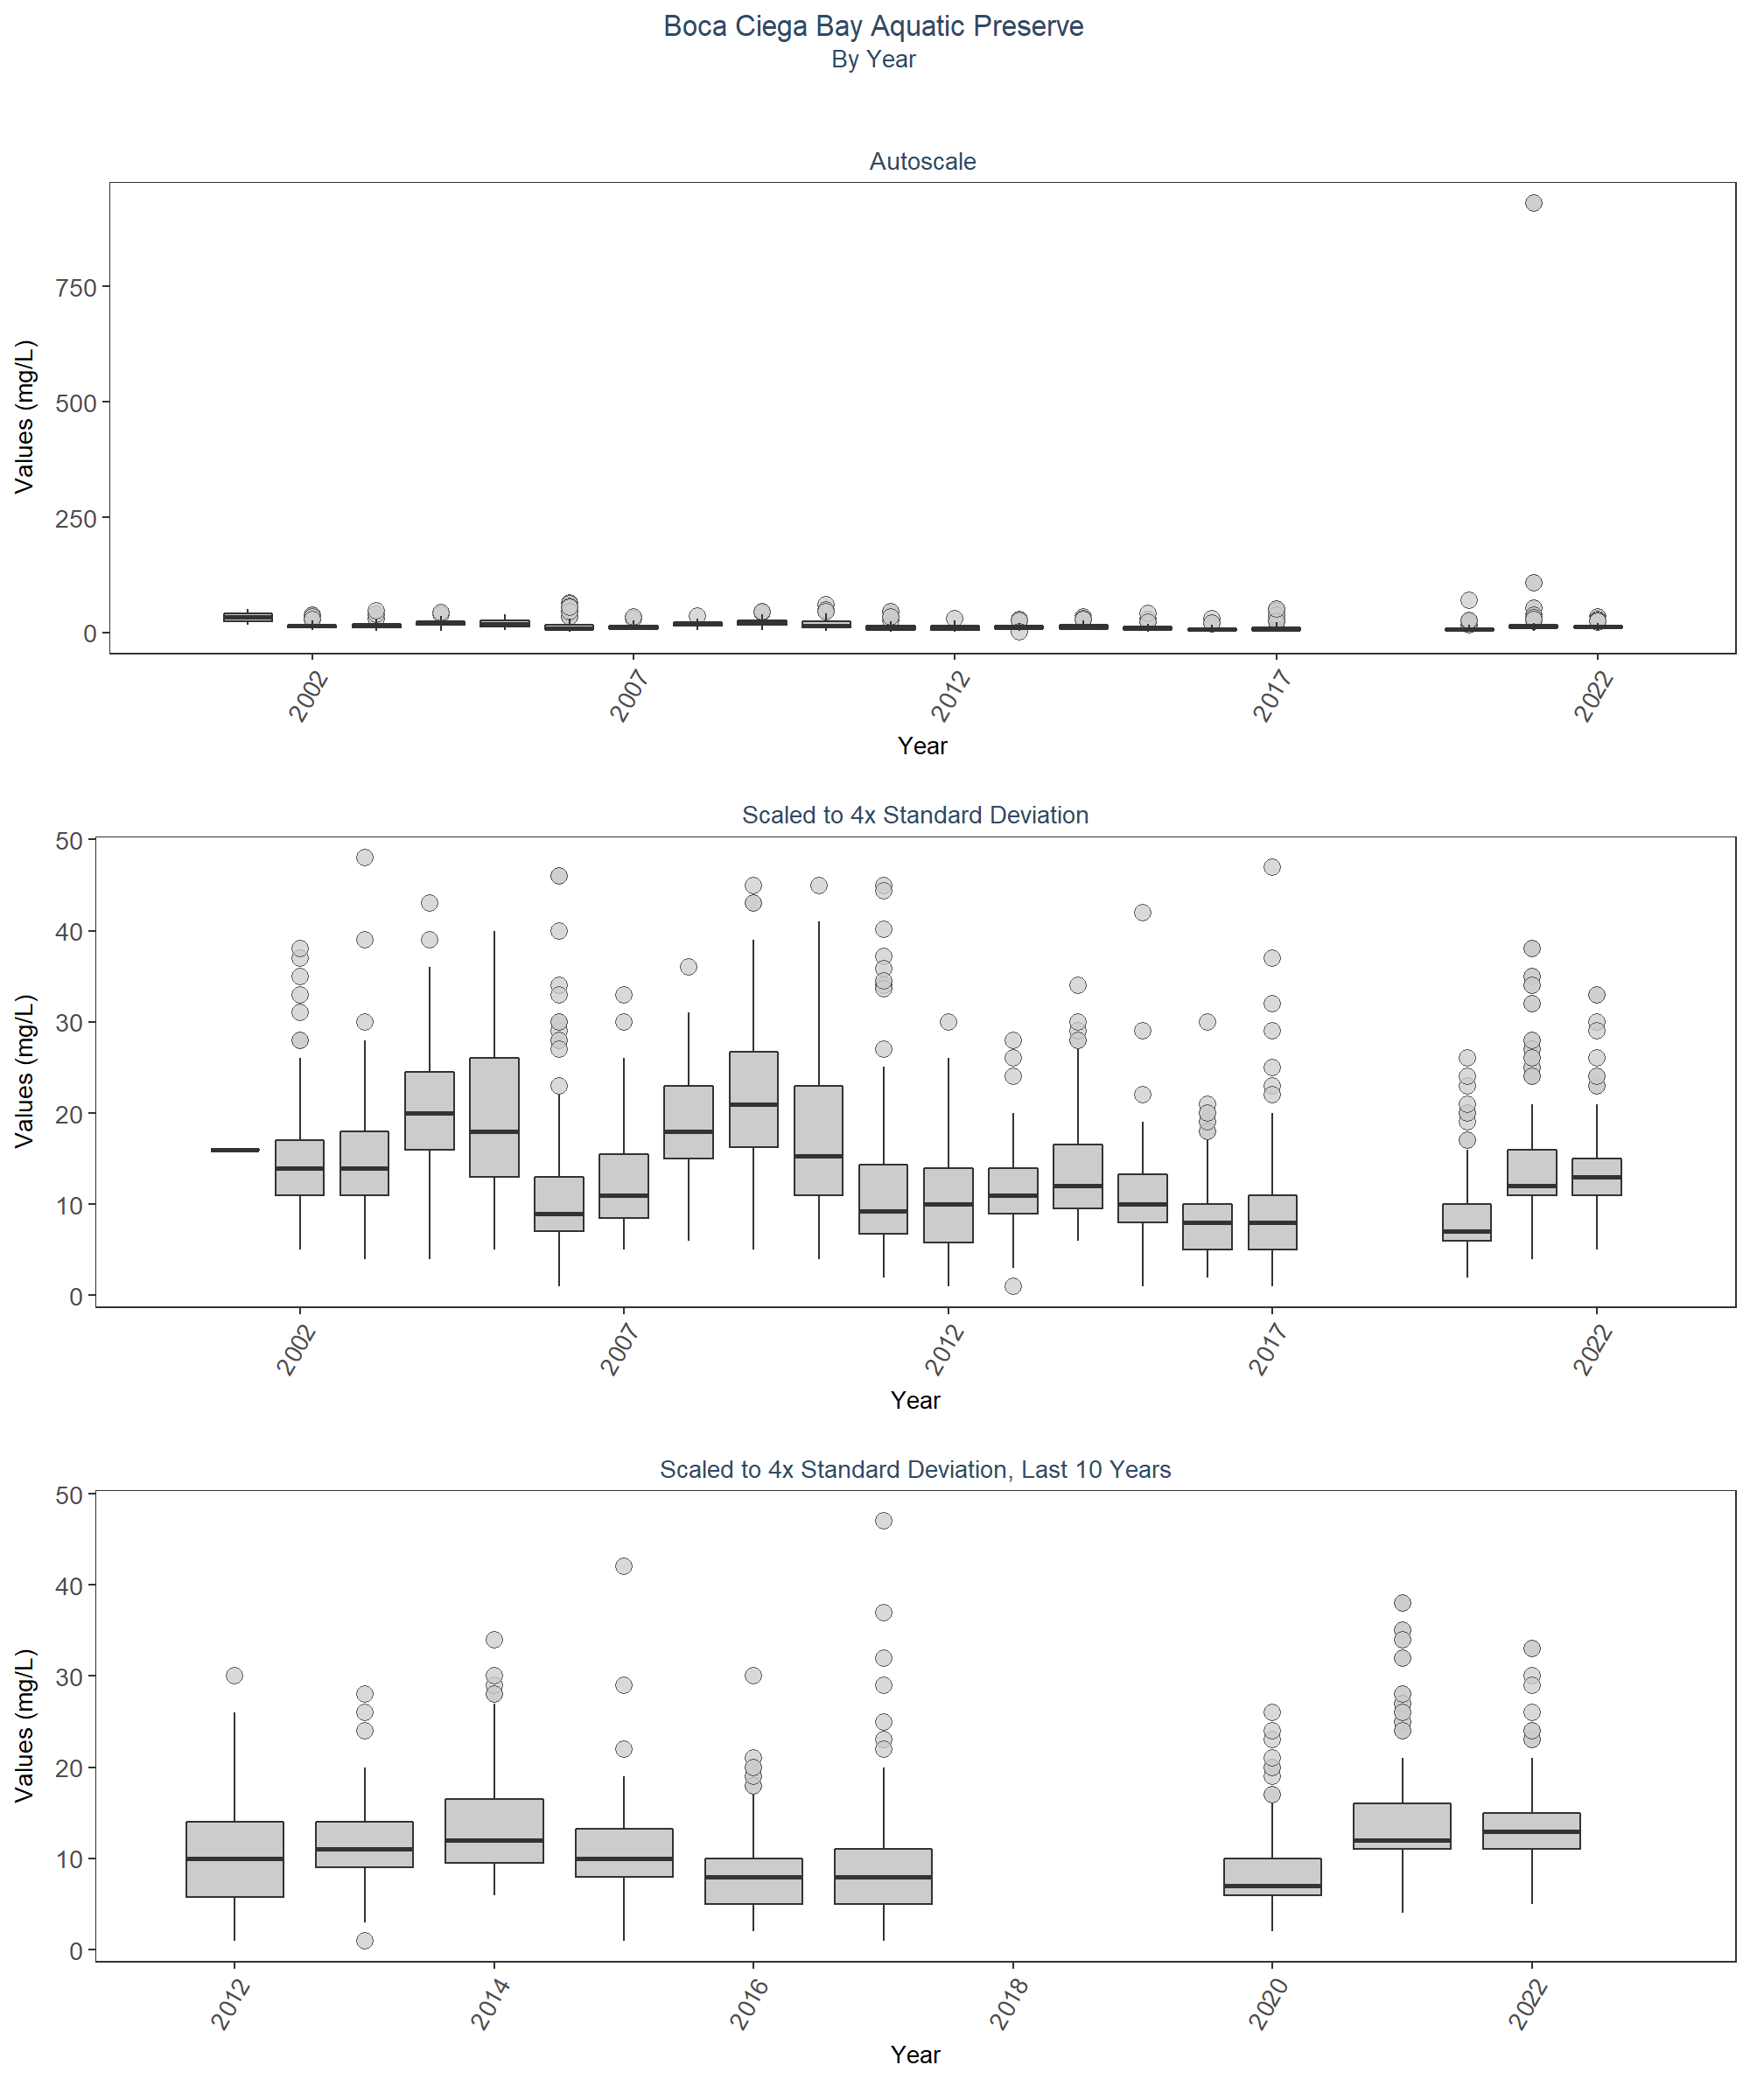 Boca Ciega Bay Aquatic Preserve
By Year
Autoscale
Values (mg/L)
750
500
250
0
2002 2007 2012 2017 2022
Year
Scaled to 4x Standard Deviation
Values (mg/L)
50
40
30
20
10
0
2002 2007 2012 2017 2022
Year
Scaled to 4x Standard Deviation, Last 10 Years
Values (mg/L)
50
40
30
20
10
0
2012 2014 2016 2018 2020 2022
Year